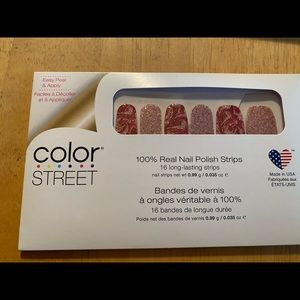 Easy Peel
& Apply
Faciles à Décoller
et à Appliquer
color
STREET
100% Real Nail Polish Strips
16 long-lasting strips
nail strips net wt 0.99 g / 0.035 oz e
Bandes de vernis
à ongles véritable à 100%
16 bandes de longue durée
Poids net des bandes de vernis 0.99 g / 0.035 oz e
Made in USA
Fabriquées aux
ÉTATS-UNIS